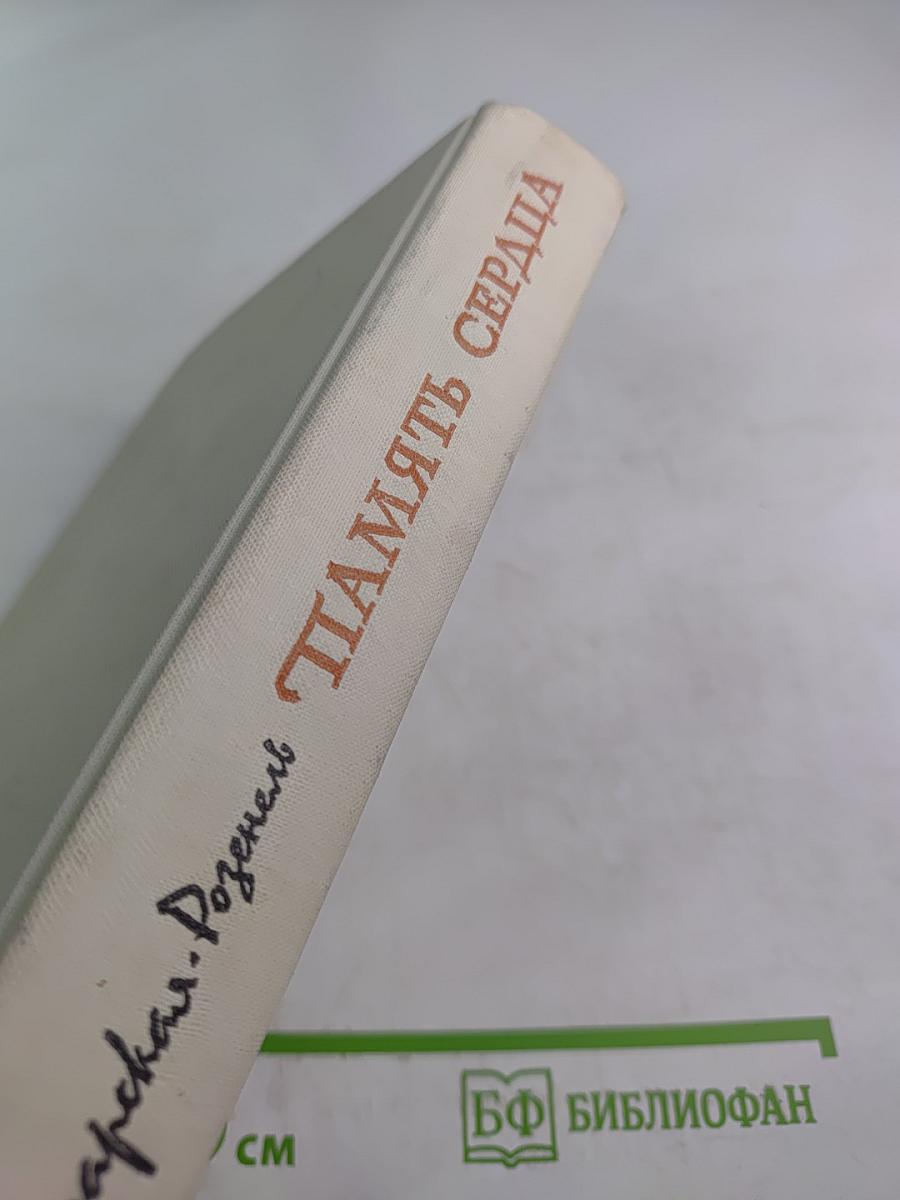 арская-Розенель ПАМЯТЬ СЕРДЦА
см
БФ БИБЛИОФАН